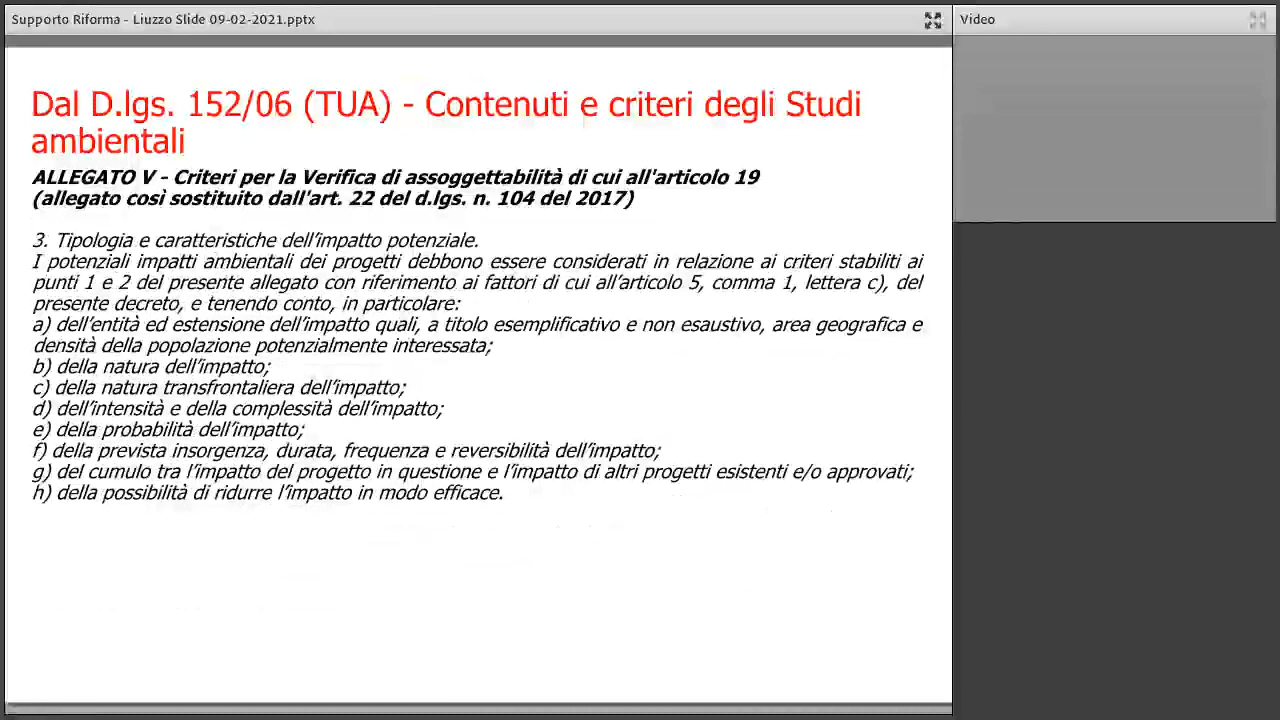 Supporto Riforma - Liuzzo Slide 09-02-2021.pptx
Video
Dal D.lgs. 152/06 (TUA) - Contenuti e criteri degli Studi
ambientali
ALLEGATO V - Criteri per la Verifica di assoggettabilità di cui all'articolo 19
(allegato così sostituito dall'art. 22 del d.lgs. n. 104 del 2017)
3. Tipologia e caratteristiche dell'impatto potenziale.
I potenziali impatti ambientali dei progetti debbono essere considerati in relazione ai criteri stabiliti ai
punti 1 e 2 del presente allegato con riferimento ai fattori di cui all'articolo 5, comma 1, lettera c), del
presente decreto, e tenendo conto, in particolare:
a) dell'entità ed estensione dell'impatto quali, a titolo esemplificativo e non esaustivo, area geografica e
densità della popolazione potenzialmente interessata;
b) della natura dell'impatto;
c) della natura transfrontaliera dell'impatto;
d) dell'intensità e della complessità dell'impatto;
e) della probabilità dell'impatto;
f) della prevista insorgenza, durata, frequenza e reversibilità dell'impatto;
g) del cumulo tra l'impatto del progetto in questione e l'impatto di altri progetti esistenti e/o approvati;
h) della possibilità di ridurre l'impatto in modo efficace.